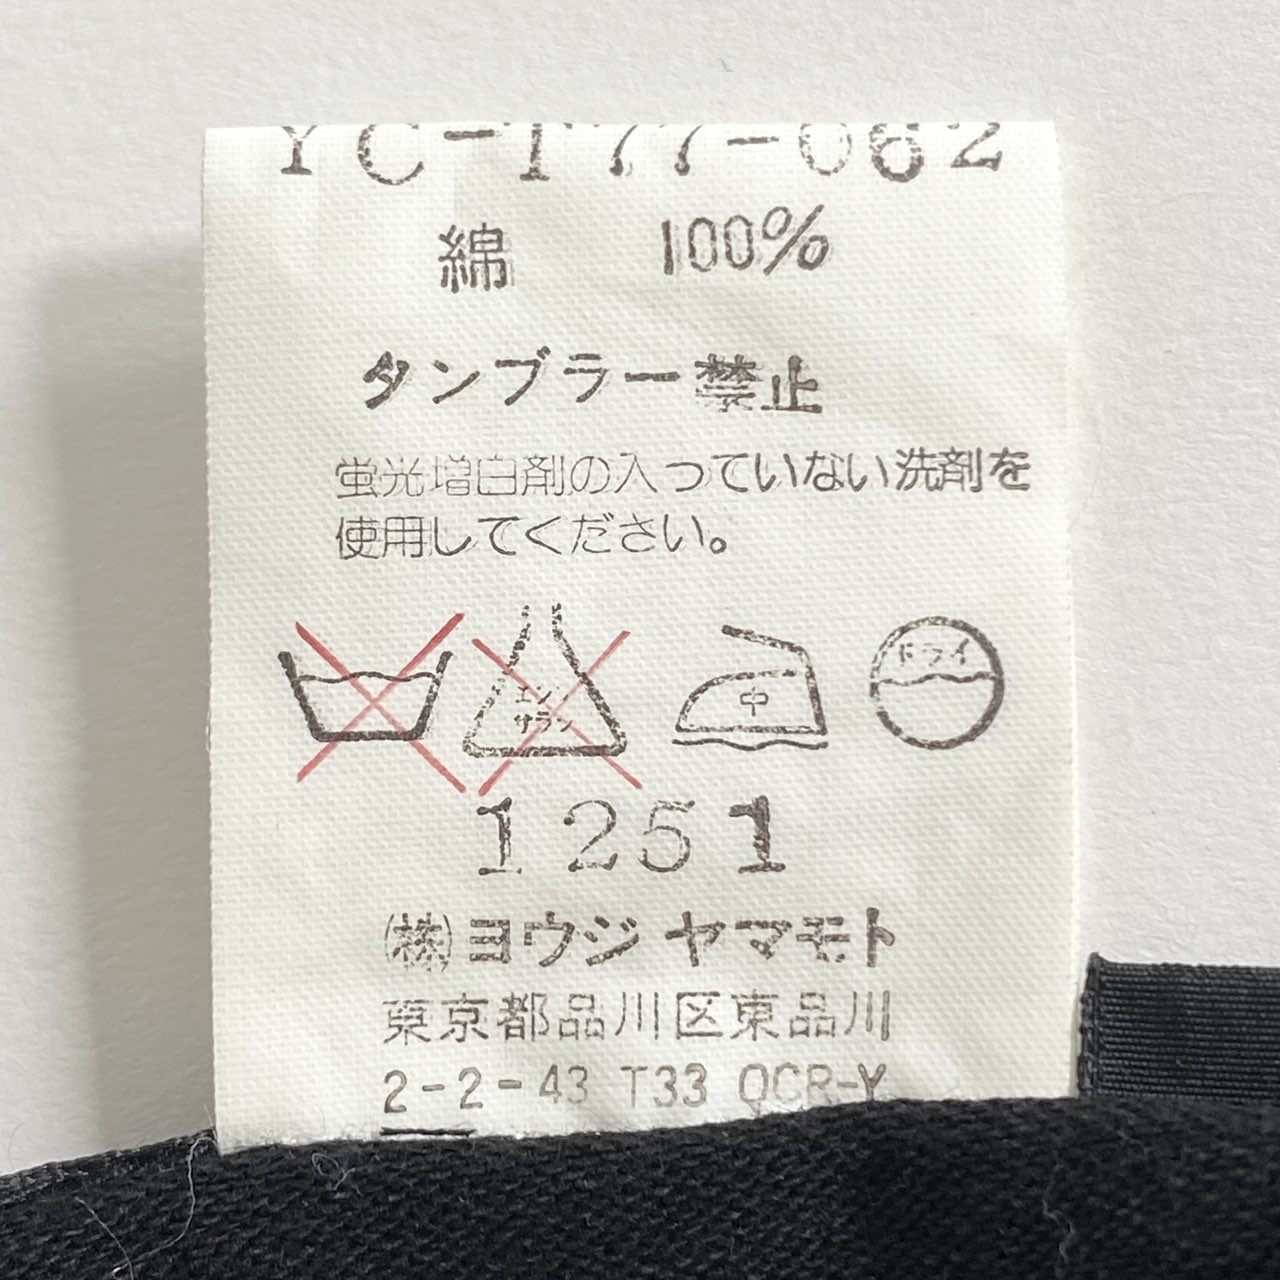 YC-T77-062
綿 100%
タンブラー禁止
蛍光増白剤の入っていない洗剤を
使用してください。
エンソ
サラシ
中
ドライ
1251
㈱ヨウジ ヤマモト
東京都品川区東品川
2-2-43 T33 QCR-Y